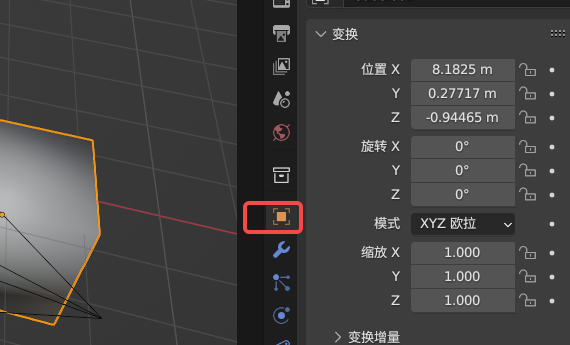 变换
位置 X 8.1825 m
Y 0.27717 m
Z -0.94465 m
旋转 X 0°
Y 0°
Z 0°
模式 XYZ 欧拉
缩放 X 1.000
Y 1.000
Z 1.000
变换增量